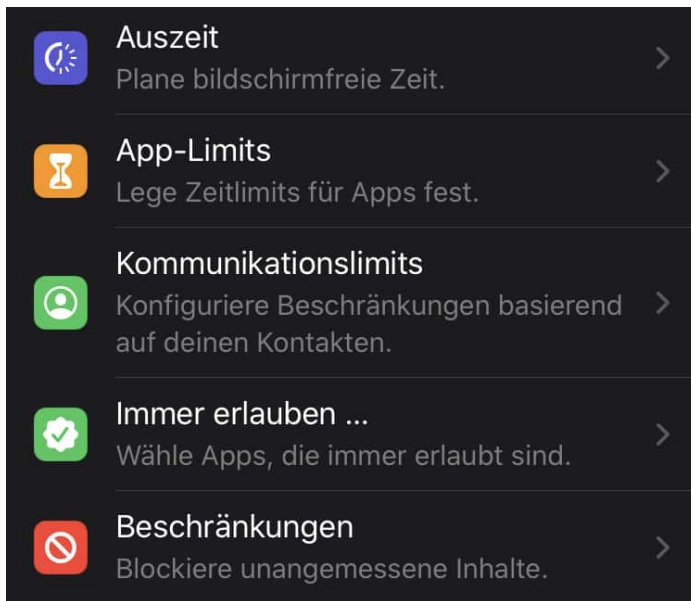 Auszeit
Plane bildschirmfreie Zeit.
App-Limits
Lege Zeitlimits für Apps fest.
Kommunikationslimits
Konfiguriere Beschränkungen basierend
auf deinen Kontakten.
Immer erlauben ...
Wähle Apps, die immer erlaubt sind.
Beschränkungen
Blockiere unangemessene Inhalte.